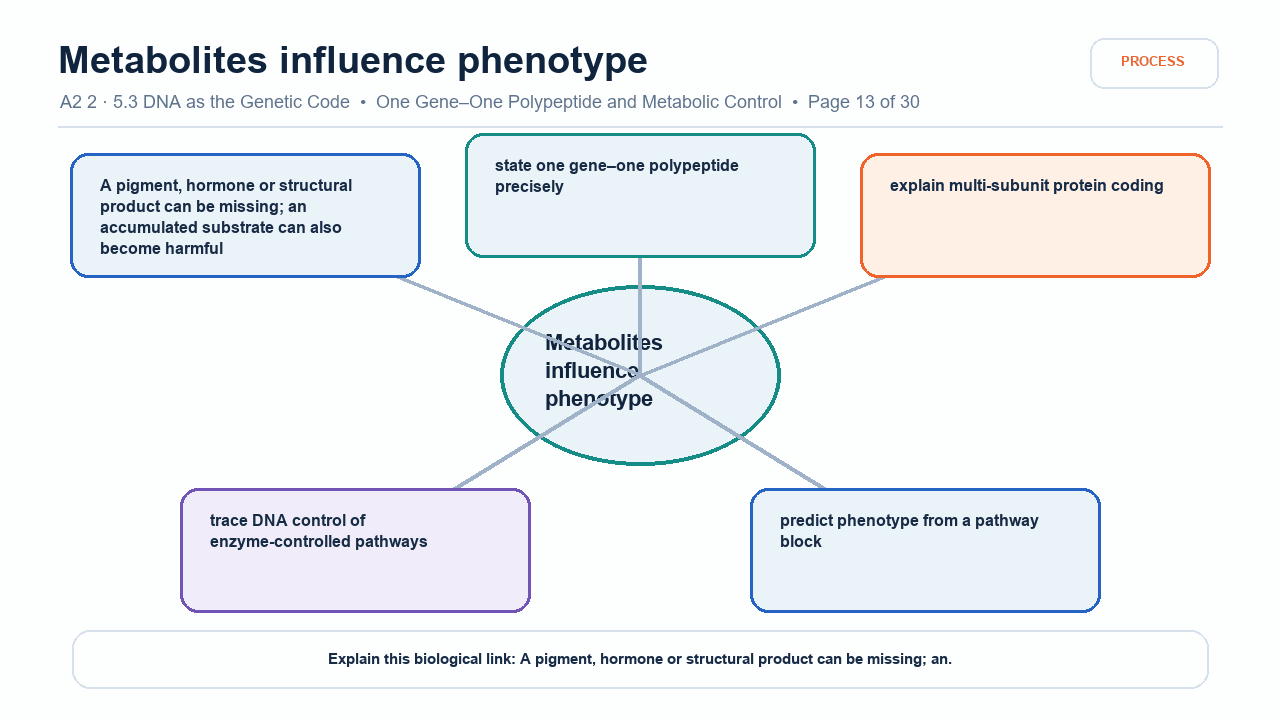 Metabolites influence phenotype
PROCESS
A2 2 · 5.3 DNA as the Genetic Code • One Gene–One Polypeptide and Metabolic Control • Page 13 of 30
A pigment, hormone or structural
product can be missing; an
accumulated substrate can also
become harmful
state one gene–one polypeptide
precisely
explain multi-subunit protein coding
Metabolites
influence
phenotype
trace DNA control of
enzyme-controlled pathways
predict phenotype from a pathway
block
Explain this biological link: A pigment, hormone or structural product can be missing; an.